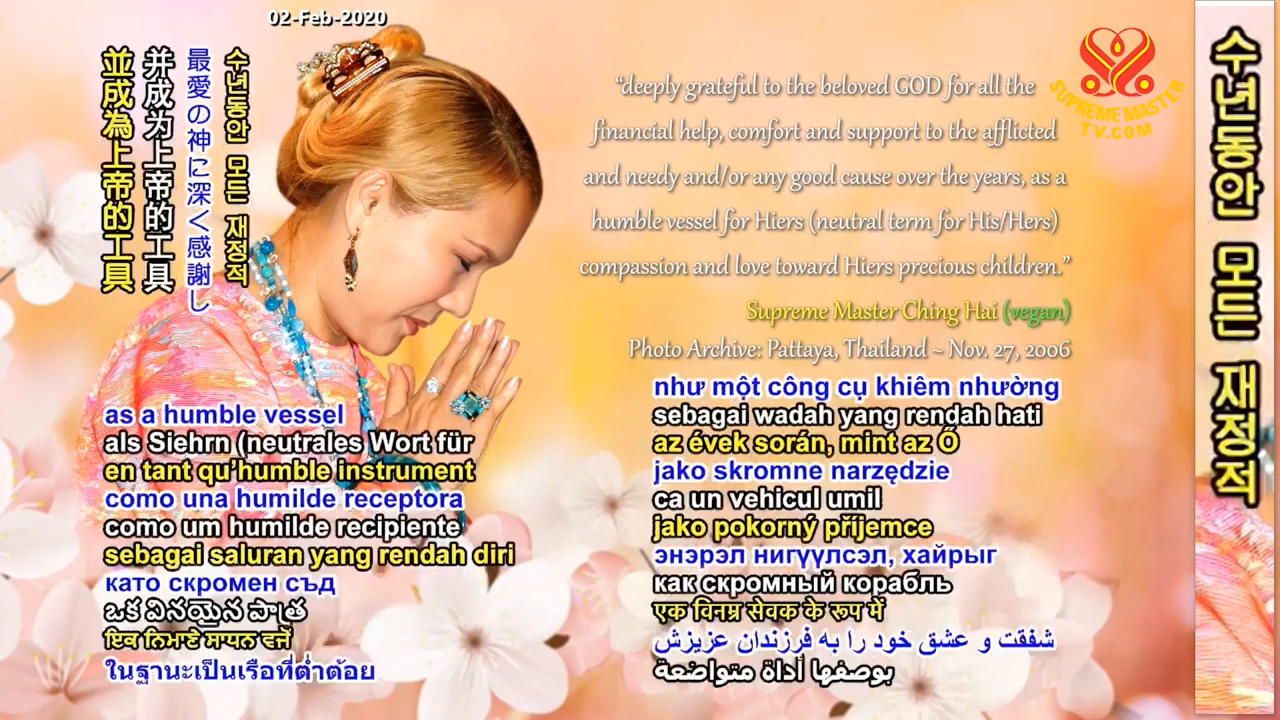 02-Feb-2020
수년동안 모든 재정적
最愛の神に深く感謝し
并成为上帝的工具
並成為上帝的工具
“deeply grateful to the beloved GOD for all the
financial help, comfort and support to the afflicted
and needy and/or any good cause over the years, as a
humble vessel for Hiers (neutral term for His/Hers)
compassion and love toward Hiers precious children.”
Supreme Master Ching Hai (vegan)
Photo Archive: Pattaya, Thailand ~ Nov. 27, 2006
SUPREME MASTER
TV.COM
as a humble vessel
als Siehrn (neutrales Wort für
en tant qu’humble instrument
como una humilde receptora
como um humilde recipiente
sebagai saluran yang rendah diri
като скромен съд
ఒక వినయమైన పాత్ర
ਇਕ ਨਿਮਾਣੇ ਸਾਧਨ ਵਜੋਂ
ในฐานะเป็นเรือที่ต่ำต้อย
như một công cụ khiêm nhường
sebagai wadah yang rendah hati
az évek során, mint az Ő
jako skromne narzędzie
ca un vehicul umil
jako pokorný příjemce
энэрэл нигүүлсэл, хайрыг
как скромный корабль
एक विनम्र सेवक के रूप में
شفقت و عشق خود را به فرزندان عزیزش
بوصفها أداة متواضعة
수년동안 모든 재정적